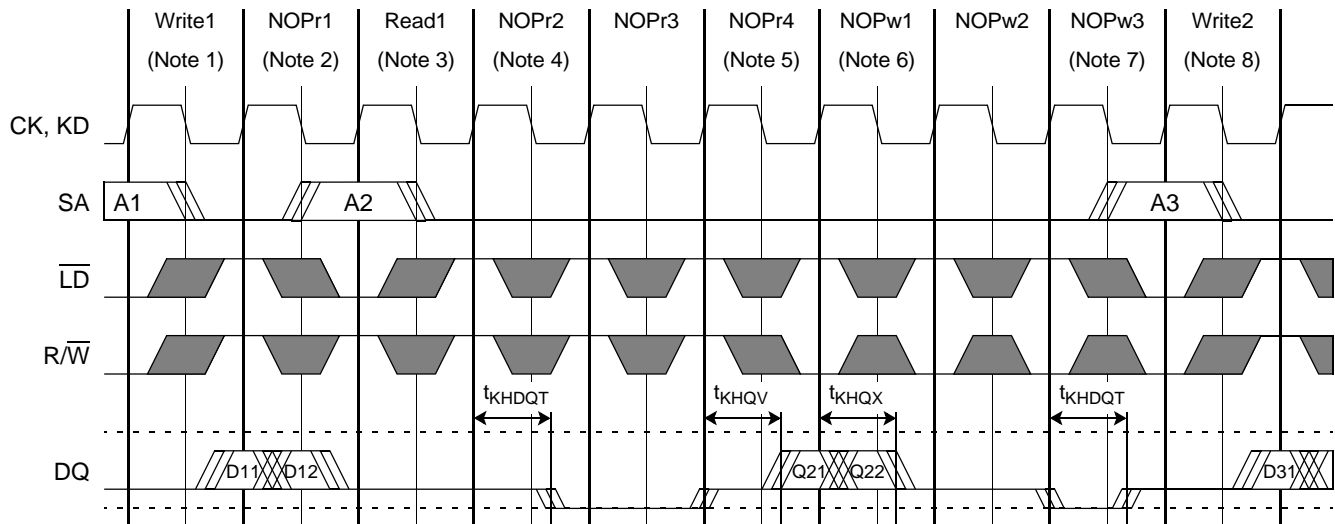 Write1 NOPr1 Read1 NOPr2 NOPr3 NOPr4 NOPw1 NOPw2 NOPw3 Write2
(Note 1) (Note 2) (Note 3) (Note 4) (Note 5) (Note 6) (Note 7) (Note 8)
CK, KD
SA A1 A2 A3
LD
R/W
tKHDQT tKHQV tKHQX tKHDQT
DQ D11 D12 Q21 Q22 D31